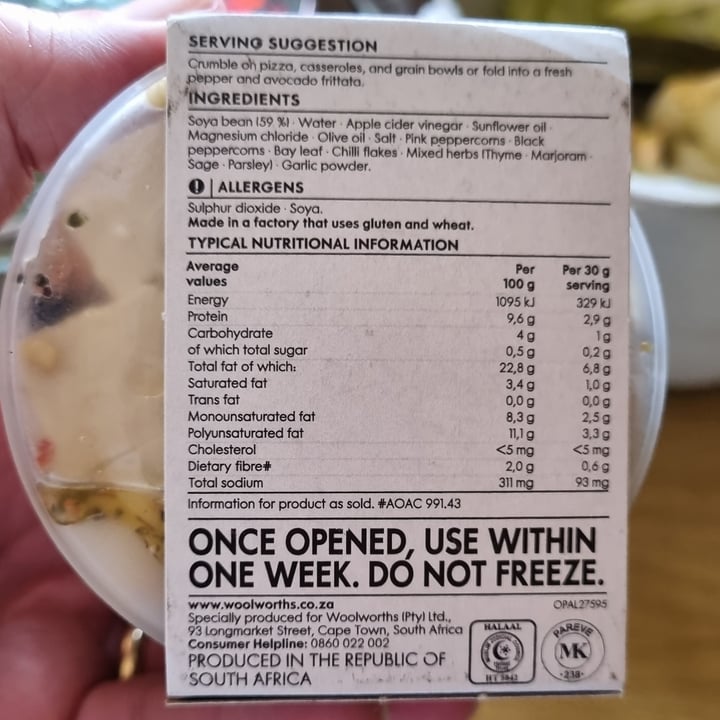 SERVING SUGGESTION
Crumble on pizza, casseroles, and grain bowls or fold into a fresh
pepper and avocado frittata.
INGREDIENTS
Soya bean (59 %) · Water · Apple cider vinegar · Sunflower oil ·
Magnesium chloride · Olive oil · Salt · Pink peppercorns · Black
peppercorns · Bay leaf · Chilli flakes · Mixed herbs (Thyme · Marjoram ·
Sage · Parsley) · Garlic powder.
! | ALLERGENS
Sulphur dioxide · Soya.
Made in a factory that uses gluten and wheat.
TYPICAL NUTRITIONAL INFORMATION
Average values Per 100 g Per 30 g serving
Energy 1095 kJ 329 kJ
Protein 9,6 g 2,9 g
Carbohydrate 4 g 1 g
of which total sugar 0,5 g 0,2 g
Total fat of which: 22,8 g 6,8 g
Saturated fat 3,4 g 1,0 g
Trans fat 0,0 g 0,0 g
Monounsaturated fat 8,3 g 2,5 g
Polyunsaturated fat 11,1 g 3,3 g
Cholesterol <5 mg <5 mg
Dietary fibre# 2,0 g 0,6 g
Total sodium 311 mg 93 mg
Information for product as sold. #AOAC 991.43
ONCE OPENED, USE WITHIN
ONE WEEK. DO NOT FREEZE.
www.woolworths.co.za OPAL27595
Specially produced for Woolworths (Pty) Ltd.,
93 Longmarket Street, Cape Town, South Africa
Consumer Helpline: 0860 022 002
PRODUCED IN THE REPUBLIC OF
SOUTH AFRICA
HALAAL
PAREVE
MK
·238·